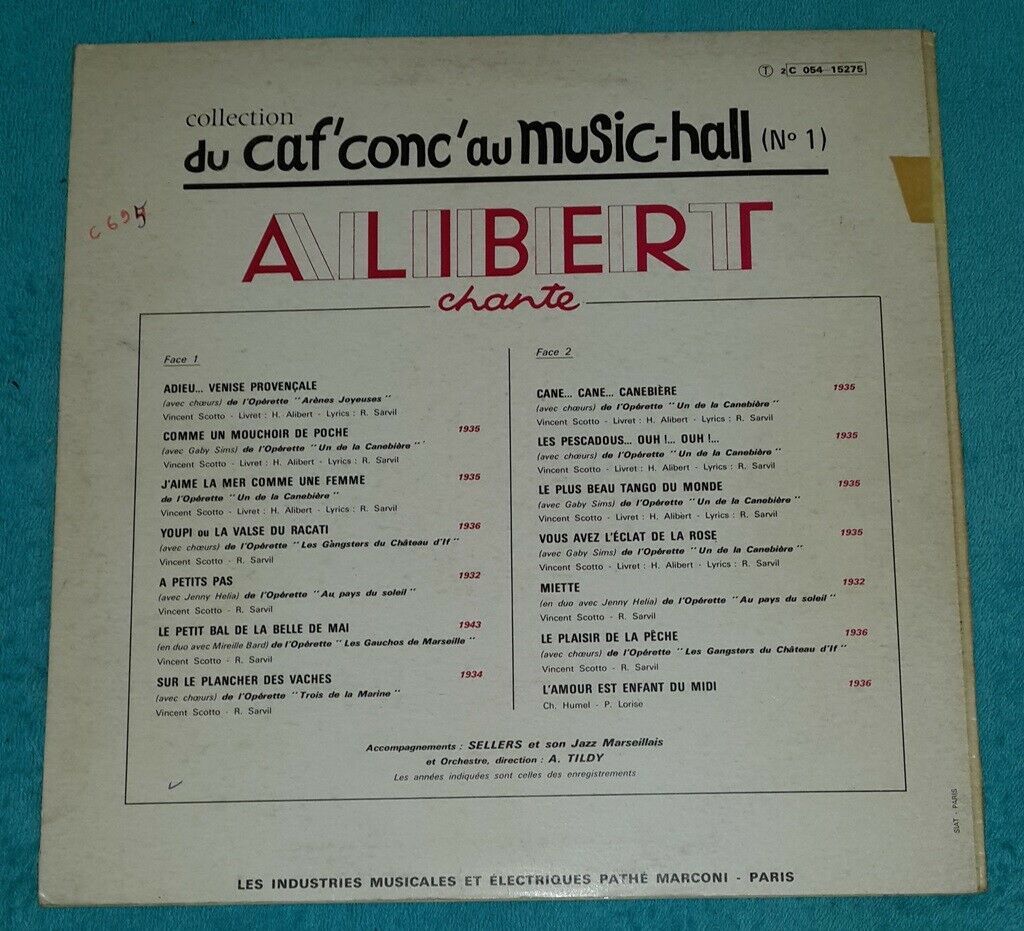 Ⓣ 2C 054-15275
collection
du caf'conc'au music-hall (Nº 1)
c 695
ALIBERT
chante
Face 1
ADIEU... VENISE PROVENÇALE
(avec chœurs) de l'Opérette "Arènes Joyeuses"
Vincent Scotto - Livret : H. Alibert - Lyrics : R. Sarvil
COMME UN MOUCHOIR DE POCHE 1935
(avec Gaby Sims) de l'Opérette "Un de la Canebière"
Vincent Scotto - Livret : H. Alibert - Lyrics : R. Sarvil
J'AIME LA MER COMME UNE FEMME 1935
de l'Opérette "Un de la Canebière"
Vincent Scotto - Livret : H. Alibert - Lyrics : R. Sarvil
YOUPI ou LA VALSE DU RACATI 1936
(avec chœurs) de l'Opérette "Les Gangsters du Château d'If"
Vincent Scotto - R. Sarvil
A PETITS PAS 1932
(avec Jenny Helia) de l'Opérette "Au pays du soleil"
Vincent Scotto - R. Sarvil
LE PETIT BAL DE LA BELLE DE MAI 1943
(en duo avec Mireille Bard) de l'Opérette "Les Gauchos de Marseille"
Vincent Scotto - R. Sarvil
SUR LE PLANCHER DES VACHES 1934
(avec chœurs) de l'Opérette "Trois de la Marine"
Vincent Scotto - R. Sarvil
Face 2
CANE... CANE... CANEBIÈRE 1935
(avec chœurs) de l'Opérette "Un de la Canebière"
Vincent Scotto - Livret : H. Alibert - Lyrics : R. Sarvil
LES PESCADOUS... OUH !... OUH !... 1935
(avec chœurs) de l'Opérette "Un de la Canebière"
Vincent Scotto - Livret : H. Alibert - Lyrics : R. Sarvil
LE PLUS BEAU TANGO DU MONDE 1935
(avec Gaby Sims) de l'Opérette "Un de la Canebière"
Vincent Scotto - Livret : H. Alibert - Lyrics : R. Sarvil
VOUS AVEZ L'ÉCLAT DE LA ROSE 1935
(avec Gaby Sims) de l'Opérette "Un de la Canebière"
Vincent Scotto - Livret : H. Alibert - Lyrics : R. Sarvil
MIETTE 1932
(en duo avec Jenny Helia) de l'Opérette "Au pays du soleil"
Vincent Scotto - R. Sarvil
LE PLAISIR DE LA PÊCHE 1936
(avec chœurs) de l'Opérette "Les Gangsters du Château d'If"
Vincent Scotto - R. Sarvil
L'AMOUR EST ENFANT DU MIDI 1936
Ch. Humel - P. Lorise
Accompagnements : SELLERS et son Jazz Marseillais
et Orchestre, direction : A. TILDY
Les années indiquées sont celles des enregistrements
SIAT - PARIS
LES INDUSTRIES MUSICALES ET ÉLECTRIQUES PATHÉ MARCONI - PARIS